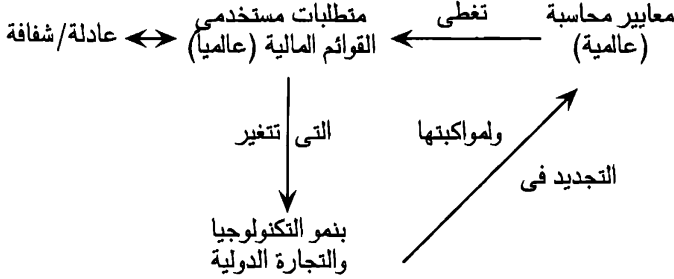 معايير محاسبة
(عالمية)
تغطى
متطلبات مستخدمى
القوائم المالية (عالمياً)
عادلة/شفافة
التى تتغير
بنمو التكنولوجيا
والتجارة الدولية
ولمواكبتها
التجديد فى